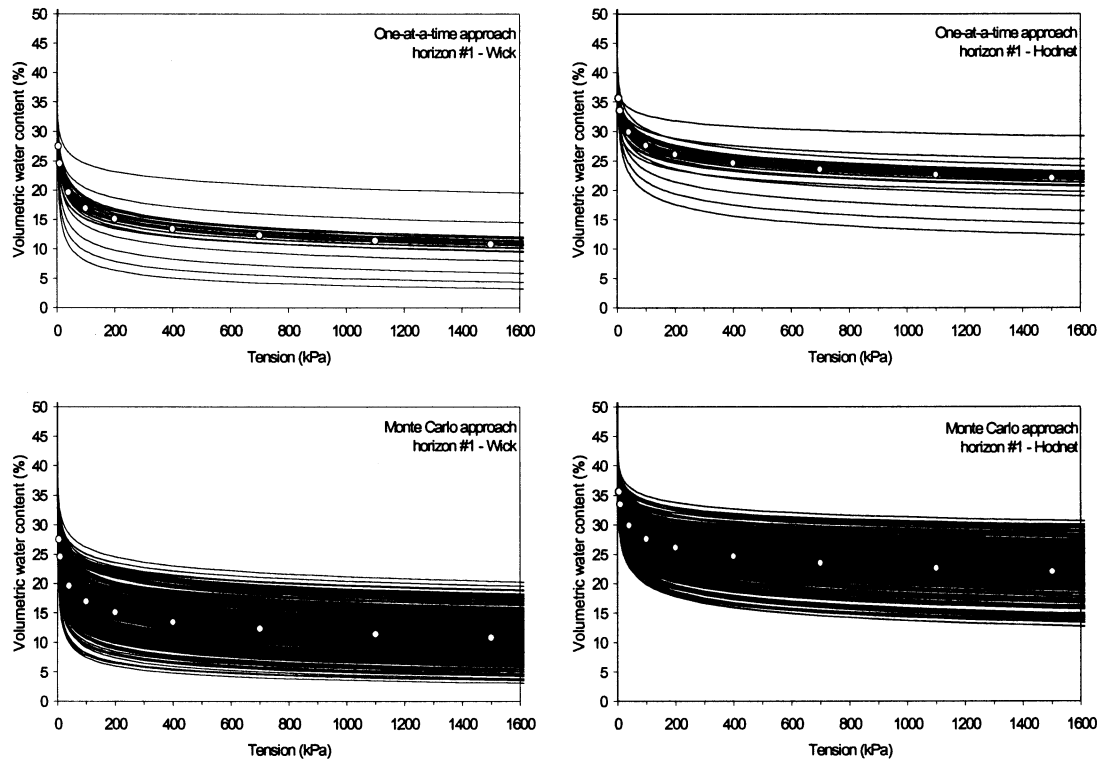 One-at-a-time approach
horizon #1 - Wick
Volumetric water content (%)
50
45
40
35
30
25
20
15
10
5
0
0 200 400 600 800 1000 1200 1400 1600
Tension (kPa)
One-at-a-time approach
horizon #1 - Hodnet
Volumetric water content (%)
50
45
40
35
30
25
20
15
10
5
0
0 200 400 600 800 1000 1200 1400 1600
Tension (kPa)
Monte Carlo approach
horizon #1 - Wick
Volumetric water content (%)
50
45
40
35
30
25
20
15
10
5
0
0 200 400 600 800 1000 1200 1400 1600
Tension (kPa)
Monte Carlo approach
horizon #1 - Hodnet
Volumetric water content (%)
50
45
40
35
30
25
20
15
10
5
0
0 200 400 600 800 1000 1200 1400 1600
Tension (kPa)